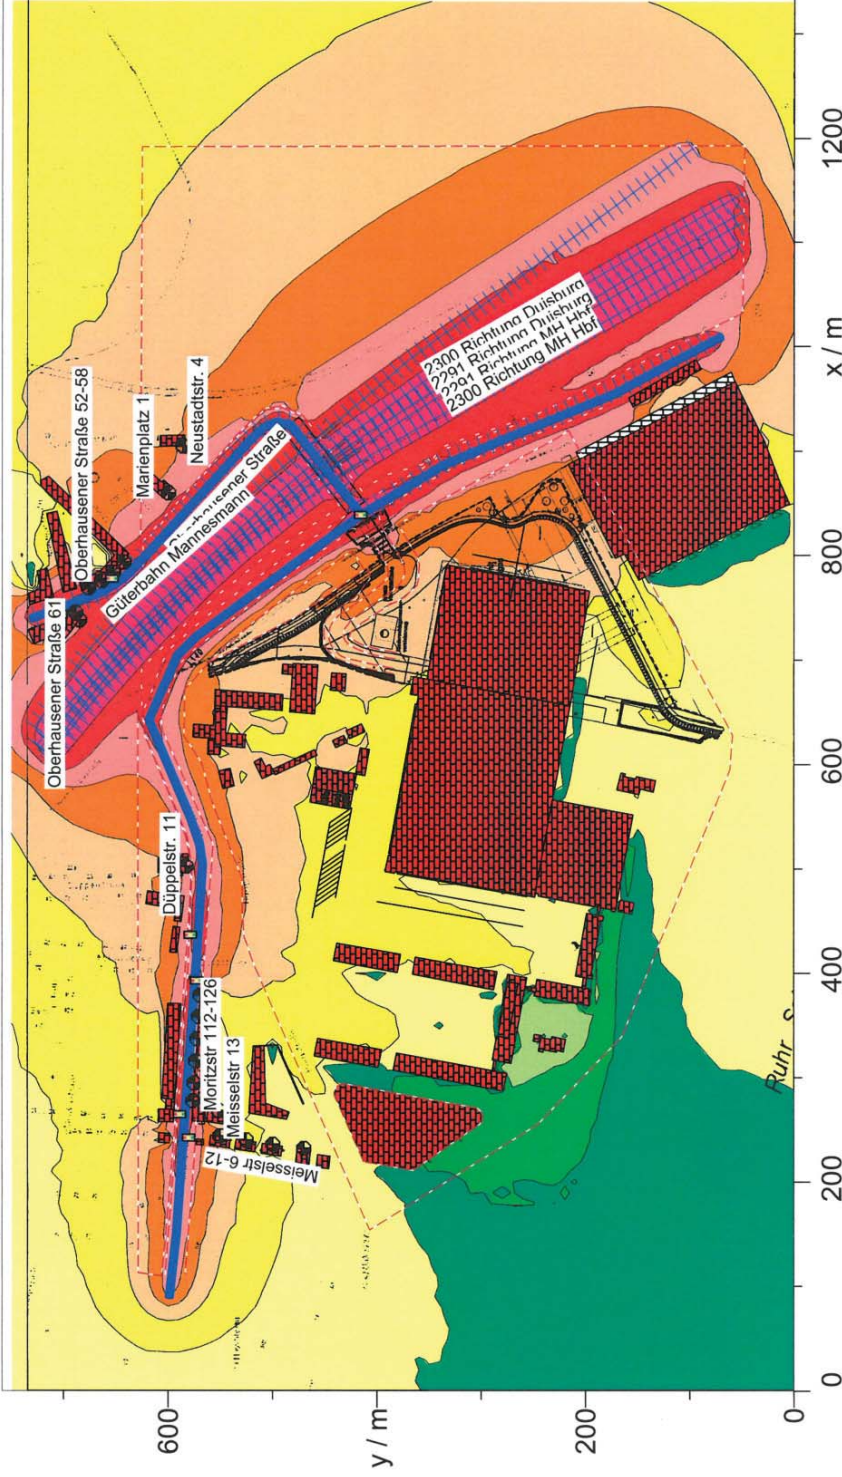 Oberhausener Straße 52-58
Marienplatz 1
Neustadtstr. 4
Oberhausener Straße 61
Oberhausener Straße
Güterbahn Mannesmann
2300 Richtung Duisburg
2291 Richtung Duisburg
2291 Richtung MH Hbf
2300 Richtung MH Hbf
Düppelstr. 11
Moritzstr 112-126
Meisselstr 13
Meisselstr 6-12
Ruhr
1200
x / m
800
600
400
200
0
600
y / m
200
0